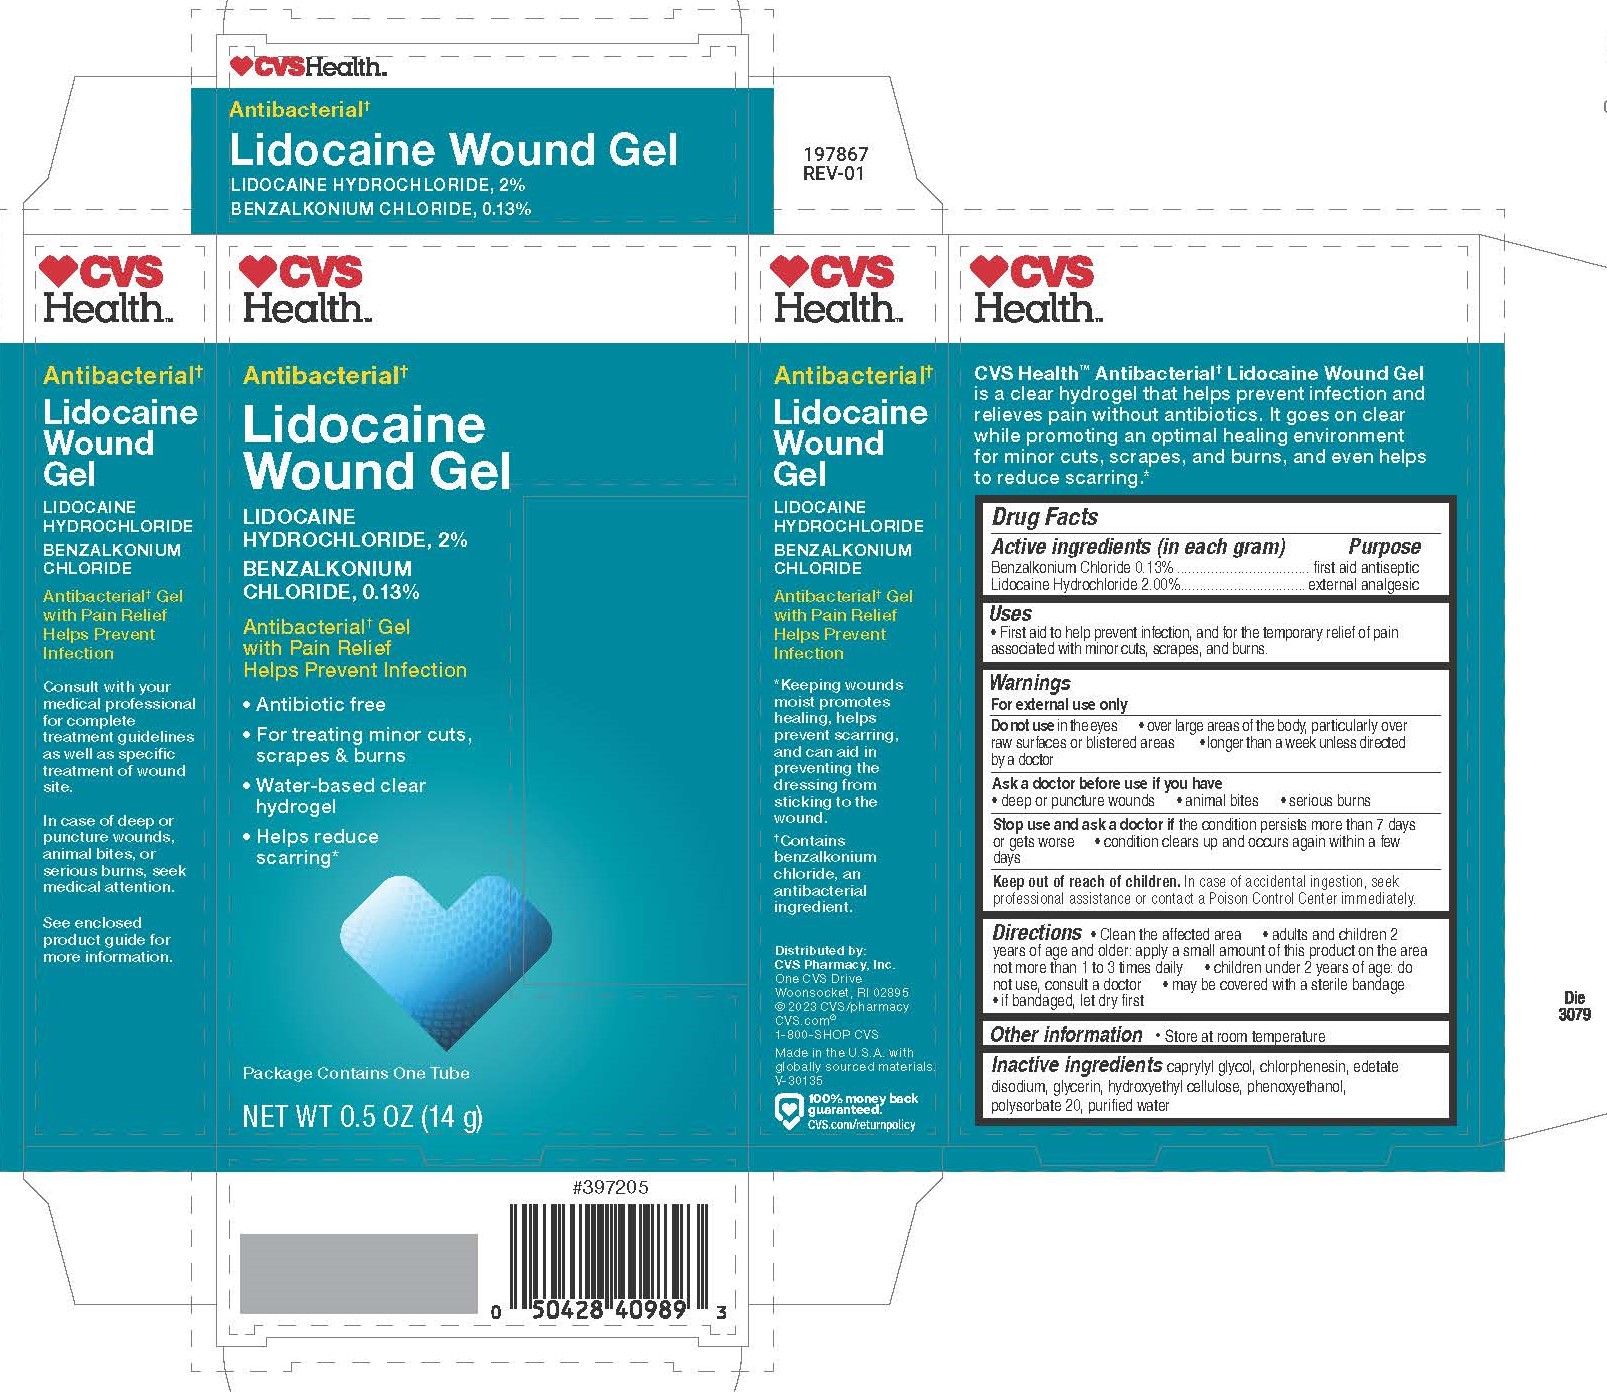 CVSHealth™
Antibacterial†
Lidocaine Wound Gel
LIDOCAINE HYDROCHLORIDE, 2%
BENZALKONIUM CHLORIDE, 0.13%
197867
REV-01
CVS
Health™
Antibacterial†
Lidocaine
Wound
Gel
LIDOCAINE
HYDROCHLORIDE
BENZALKONIUM
CHLORIDE
Antibacterial† Gel
with Pain Relief
Helps Prevent
Infection
Consult with your
medical professional
for complete
treatment guidelines
as well as specific
treatment of wound
site.
In case of deep or
puncture wounds,
animal bites, or
serious burns, seek
medical attention.
See enclosed
product guide for
more information.
CVS
Health™
Antibacterial†
Lidocaine
Wound Gel
LIDOCAINE
HYDROCHLORIDE, 2%
BENZALKONIUM
CHLORIDE, 0.13%
Antibacterial† Gel
with Pain Relief
Helps Prevent Infection
• Antibiotic free
• For treating minor cuts,
scrapes & burns
• Water-based clear
hydrogel
• Helps reduce
scarring*
Package Contains One Tube
NET WT 0.5 OZ (14 g)
CVS
Health™
Antibacterial†
Lidocaine
Wound
Gel
LIDOCAINE
HYDROCHLORIDE
BENZALKONIUM
CHLORIDE
Antibacterial† Gel
with Pain Relief
Helps Prevent
Infection
*Keeping wounds
moist promotes
healing, helps
prevent scarring,
and can aid in
preventing the
dressing from
sticking to the
wound.
†Contains
benzalkonium
chloride, an
antibacterial
ingredient.
Distributed by:
CVS Pharmacy, Inc.
One CVS Drive
Woonsocket, RI 02895
© 2023 CVS/pharmacy
CVS.com®
1-800-SHOP CVS
Made in the U.S.A. with
globally sourced materials.
V-30135
100% money back
guaranteed.
CVS.com/returnpolicy
CVS
Health™
CVS Health™ Antibacterial† Lidocaine Wound Gel
is a clear hydrogel that helps prevent infection and
relieves pain without antibiotics. It goes on clear
while promoting an optimal healing environment
for minor cuts, scrapes, and burns, and even helps
to reduce scarring.*
Drug Facts
Active ingredients (in each gram) Purpose
Benzalkonium Chloride 0.13% ................................... first aid antiseptic
Lidocaine Hydrochloride 2.00%................................. external analgesic
Uses
• First aid to help prevent infection, and for the temporary relief of pain
associated with minor cuts, scrapes, and burns.
Warnings
For external use only
Do not use in the eyes • over large areas of the body, particularly over
raw surfaces or blistered areas • longer than a week unless directed
by a doctor
Ask a doctor before use if you have
• deep or puncture wounds • animal bites • serious burns
Stop use and ask a doctor if the condition persists more than 7 days
or gets worse • condition clears up and occurs again within a few
days
Keep out of reach of children. In case of accidental ingestion, seek
professional assistance or contact a Poison Control Center immediately.
Directions • Clean the affected area • adults and children 2
years of age and older: apply a small amount of this product on the area
not more than 1 to 3 times daily • children under 2 years of age: do
not use, consult a doctor • may be covered with a sterile bandage
• if bandaged, let dry first
Other information • Store at room temperature
Inactive ingredients caprylyl glycol, chlorphenesin, edetate
disodium, glycerin, hydroxyethyl cellulose, phenoxyethanol,
polysorbate 20, purified water
Die
3079
#397205
0 50428 40989 3